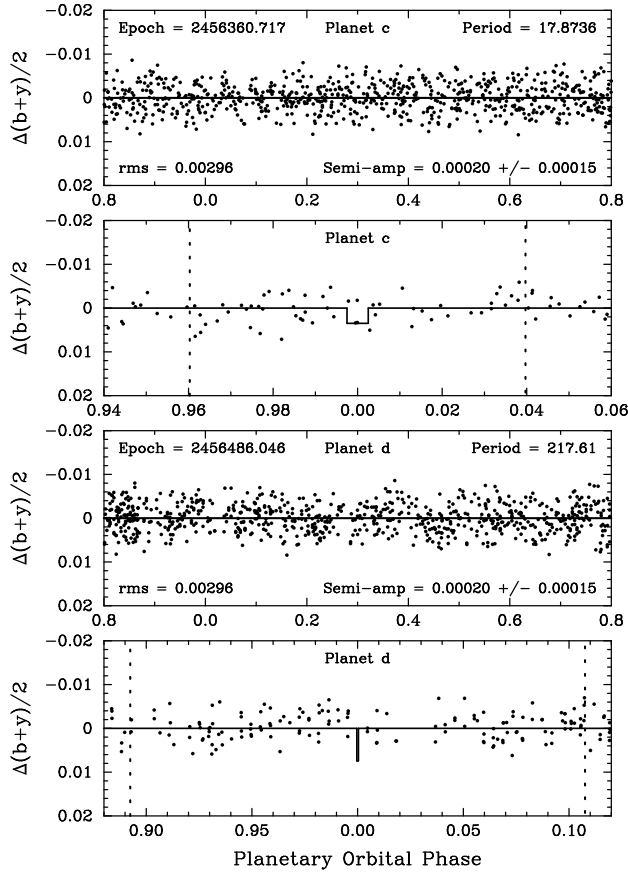 Epoch = 2456360.717 Planet c Period = 17.8736
−0.02
−0.01
0
0.01
0.02
Δ(b+y)/2
rms = 0.00296 Semi−amp = 0.00020 +/− 0.00015
0.8 0.0 0.2 0.4 0.6 0.8
Planet c
−0.02
−0.01
0
0.01
0.02
Δ(b+y)/2
0.94 0.96 0.98 0.00 0.02 0.04 0.06
Epoch = 2456486.046 Planet d Period = 217.61
−0.02
−0.01
0
0.01
0.02
Δ(b+y)/2
rms = 0.00296 Semi−amp = 0.00020 +/− 0.00015
0.8 0.0 0.2 0.4 0.6 0.8
Planet d
−0.02
−0.01
0
0.01
0.02
Δ(b+y)/2
0.90 0.95 0.00 0.05 0.10
Planetary Orbital Phase